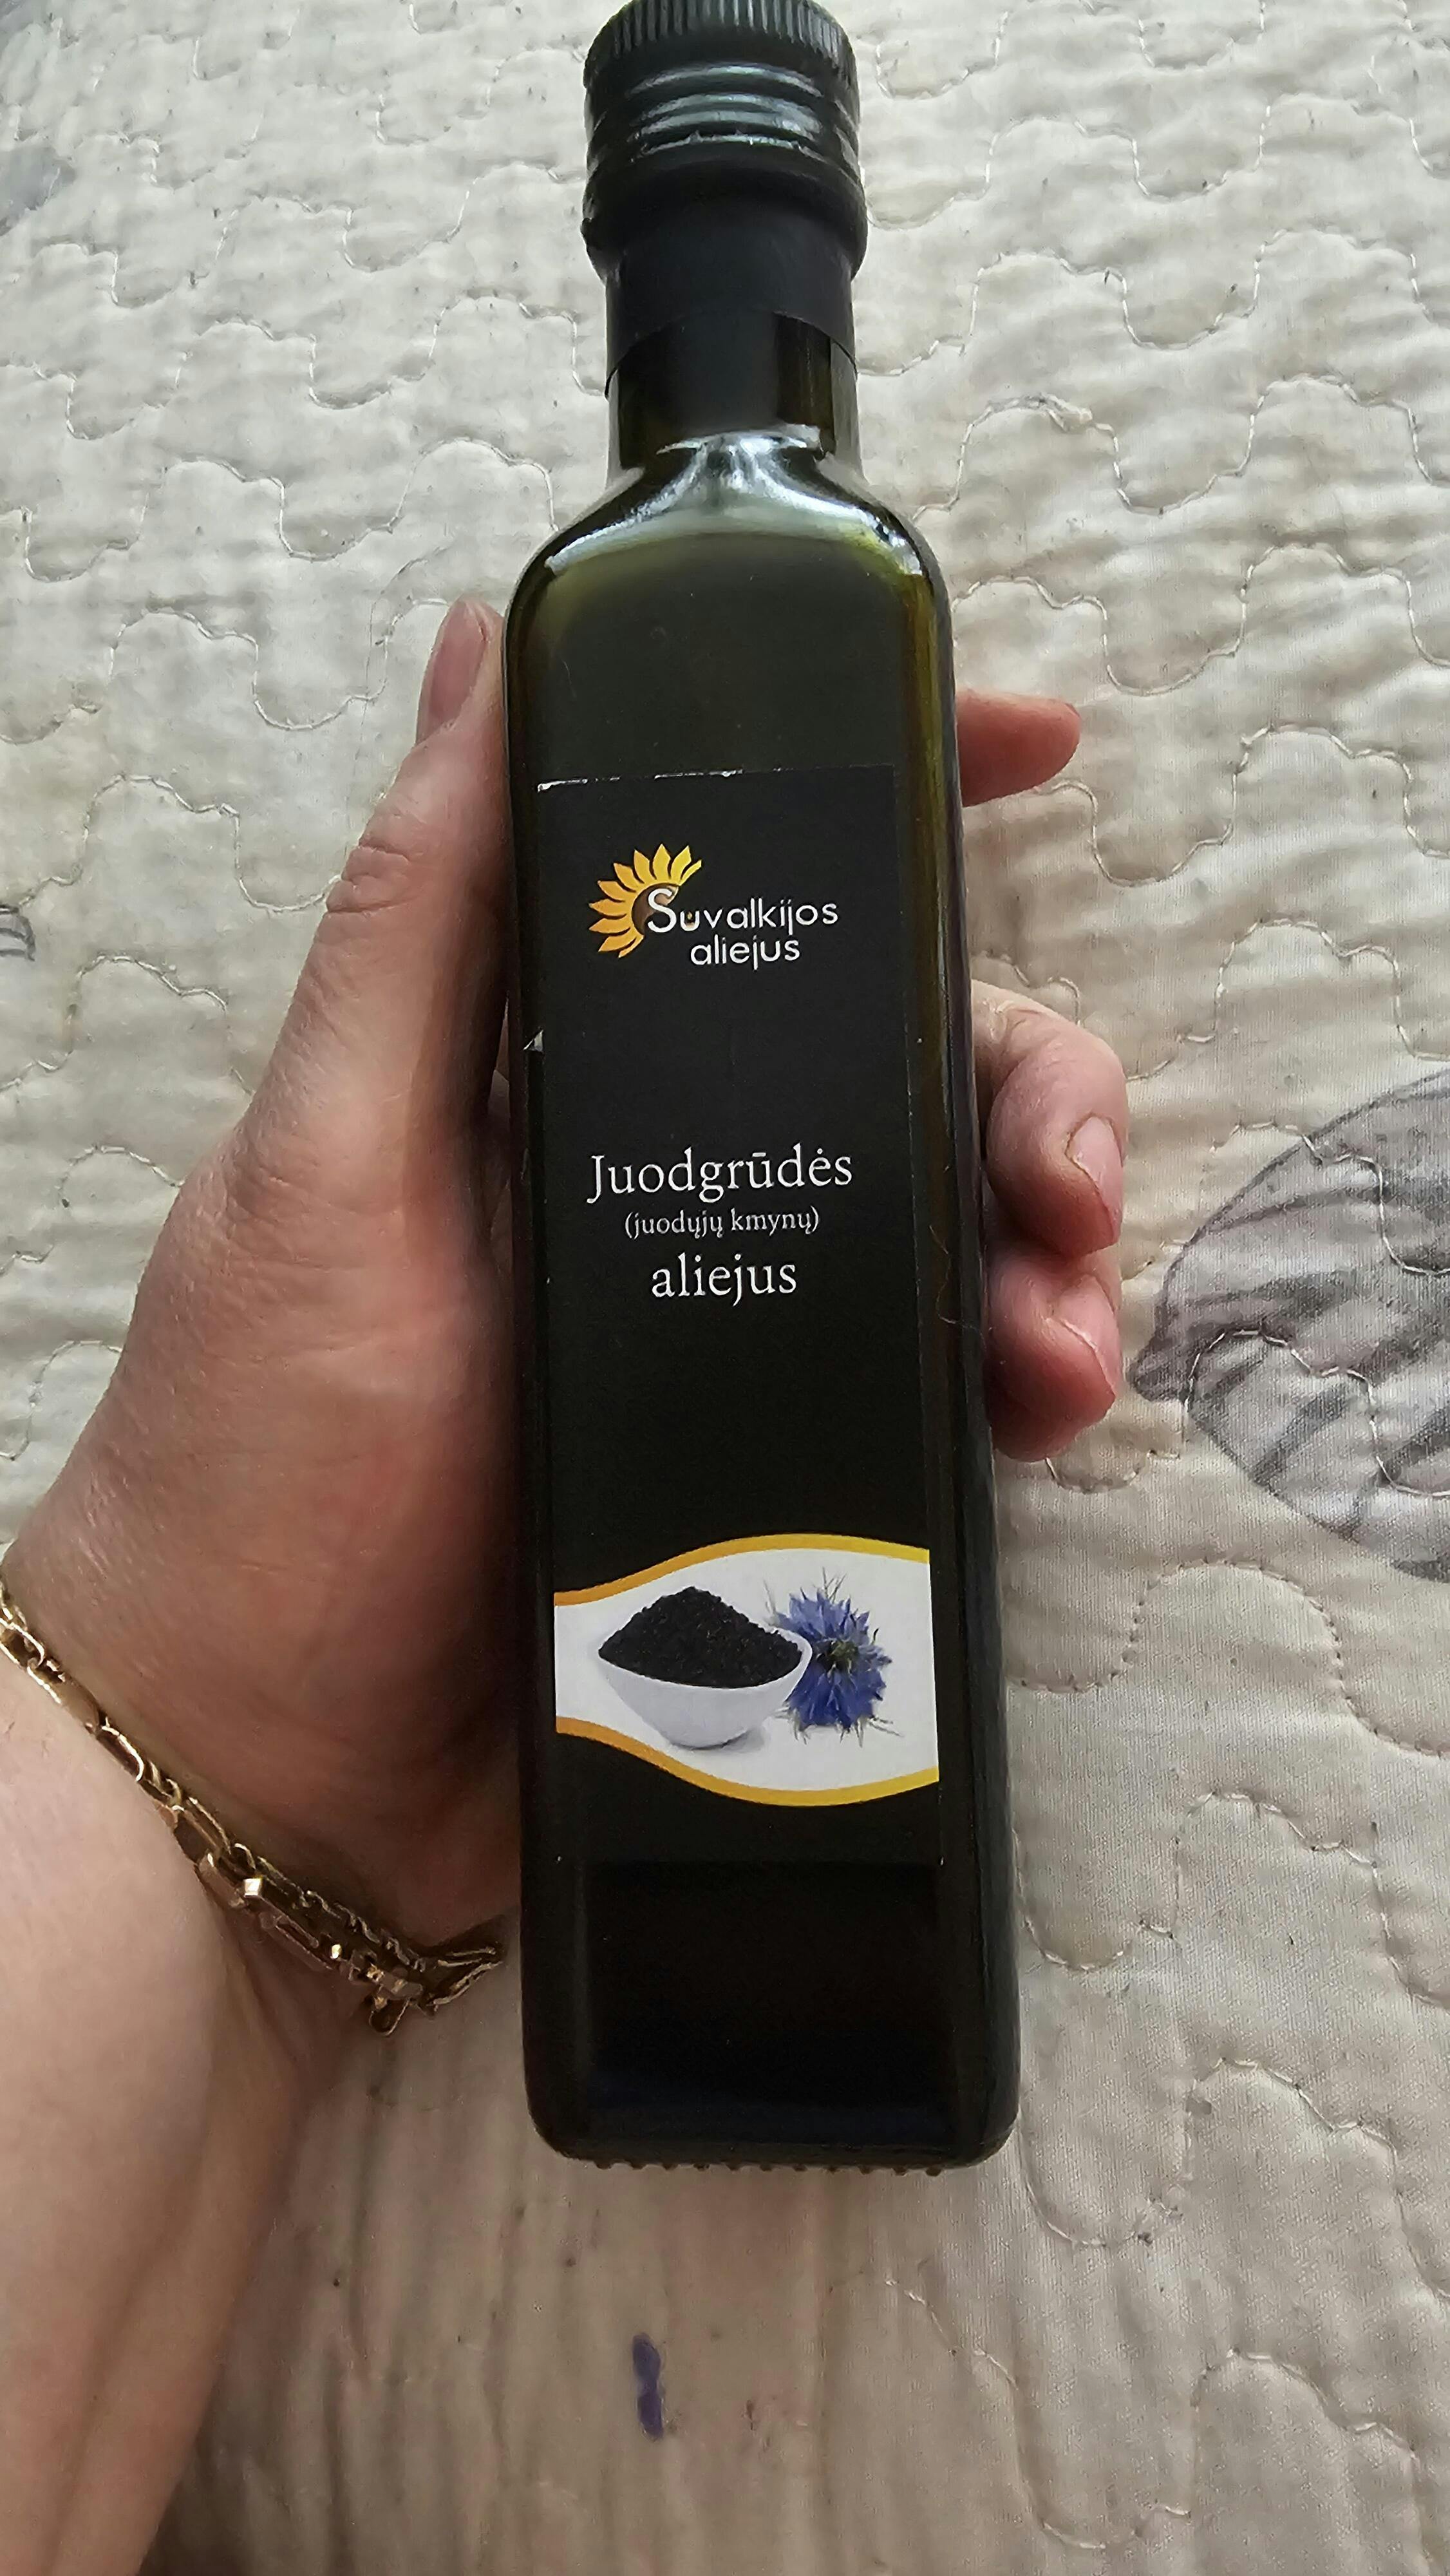 Suvalkijos
aliejus
Juodgrūdės
(juodųjų kmynų)
aliejus